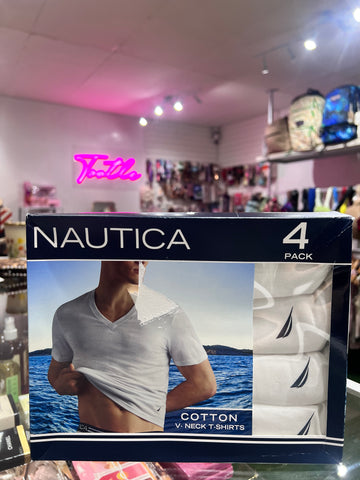 NAUTICA
4
PACK
COTTON
V- NECK T-SHIRTS